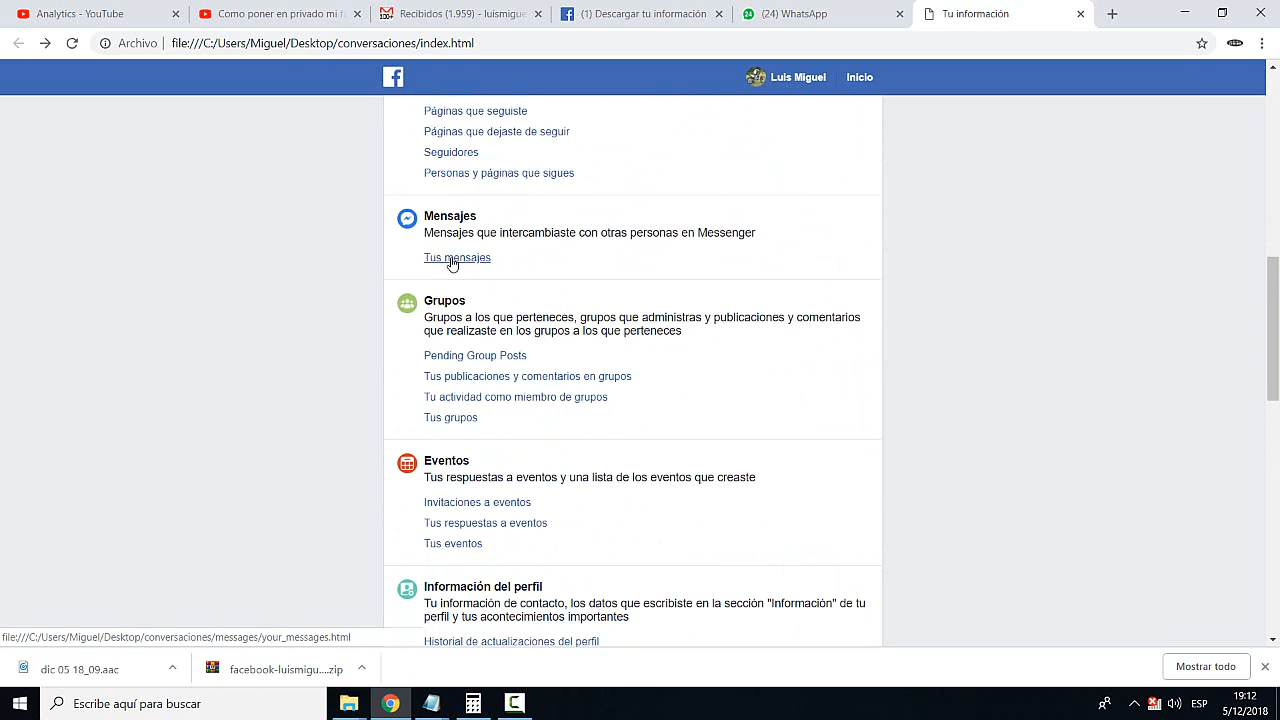 Analytics - YouTube
Como poner en privado mi f
Recibidos (1.959) - luismigue
(1) Descargar tu información
(24) WhatsApp
Tu información
Archivo | file:///C:/Users/Miguel/Desktop/conversaciones/index.html
Luis Miguel Inicio
Páginas que seguiste
Páginas que dejaste de seguir
Seguidores
Personas y páginas que sigues
Mensajes
Mensajes que intercambiaste con otras personas en Messenger
Tus mensajes
Grupos
Grupos a los que perteneces, grupos que administras y publicaciones y comentarios
que realizaste en los grupos a los que perteneces
Pending Group Posts
Tus publicaciones y comentarios en grupos
Tu actividad como miembro de grupos
Tus grupos
Eventos
Tus respuestas a eventos y una lista de los eventos que creaste
Invitaciones a eventos
Tus respuestas a eventos
Tus eventos
Información del perfil
Tu información de contacto, los datos que escribiste en la sección "Información" de tu
perfil y tus acontecimientos importantes
Historial de actualizaciones del perfil
file:///C:/Users/Miguel/Desktop/conversaciones/messages/your_messages.html
dic 05 18_09.aac
facebook-luismigu....zip
Mostrar todo
Escribe aquí para buscar
ESP
19:12
5/12/2018